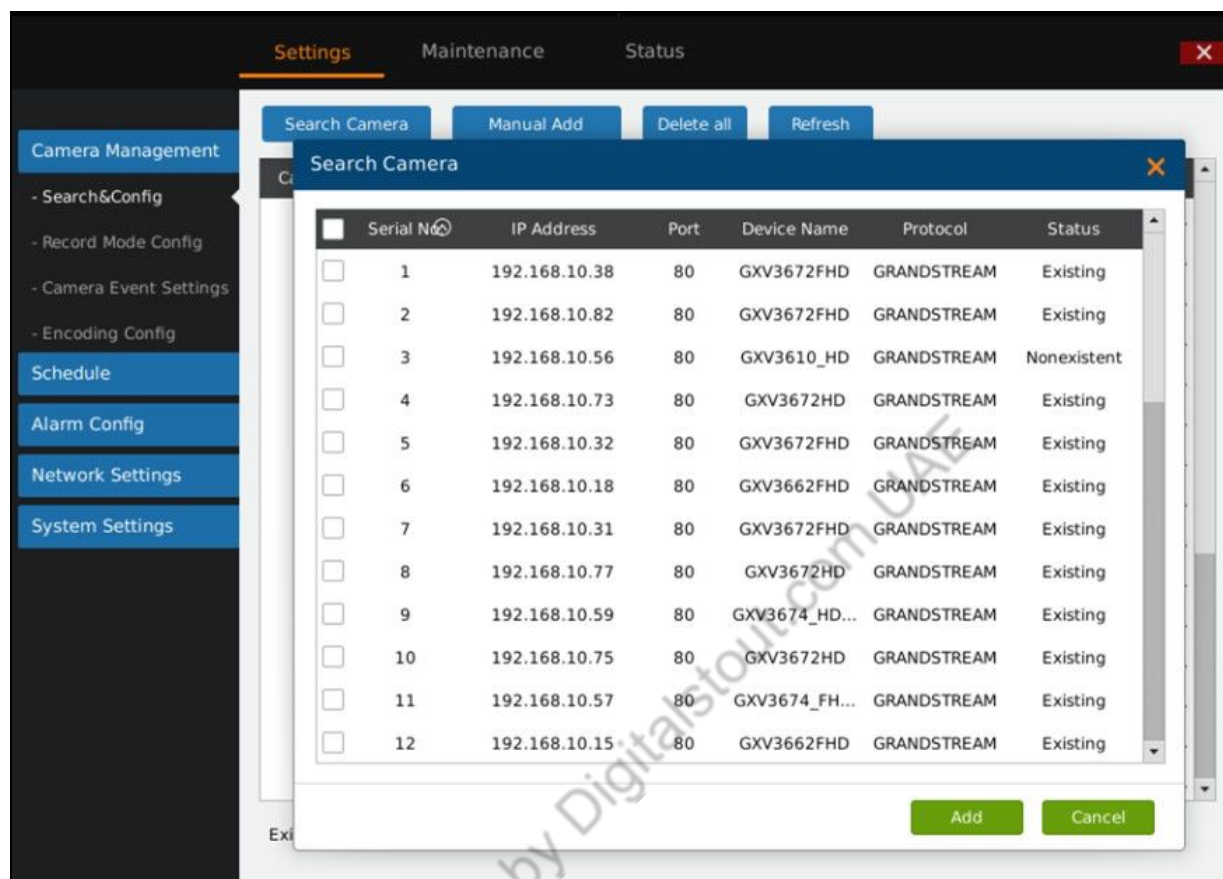 Settings Maintenance Status
Search Camera Manual Add Delete all Refresh
Camera Management
- Search&Config
- Record Mode Config
- Camera Event Settings
- Encoding Config
Schedule
Alarm Config
Network Settings
System Settings
Search Camera
Serial No IP Address Port Device Name Protocol Status
1 192.168.10.38 80 GXV3672FHD GRANDSTREAM Existing
2 192.168.10.82 80 GXV3672FHD GRANDSTREAM Existing
3 192.168.10.56 80 GXV3610_HD GRANDSTREAM Nonexistent
4 192.168.10.73 80 GXV3672HD GRANDSTREAM Existing
5 192.168.10.32 80 GXV3672FHD GRANDSTREAM Existing
6 192.168.10.18 80 GXV3662FHD GRANDSTREAM Existing
7 192.168.10.31 80 GXV3672FHD GRANDSTREAM Existing
8 192.168.10.77 80 GXV3672HD GRANDSTREAM Existing
9 192.168.10.59 80 GXV3674_HD... GRANDSTREAM Existing
10 192.168.10.75 80 GXV3672HD GRANDSTREAM Existing
11 192.168.10.57 80 GXV3674_FH... GRANDSTREAM Existing
12 192.168.10.15 80 GXV3662FHD GRANDSTREAM Existing
Add Cancel
by Digitalstout.com UAE